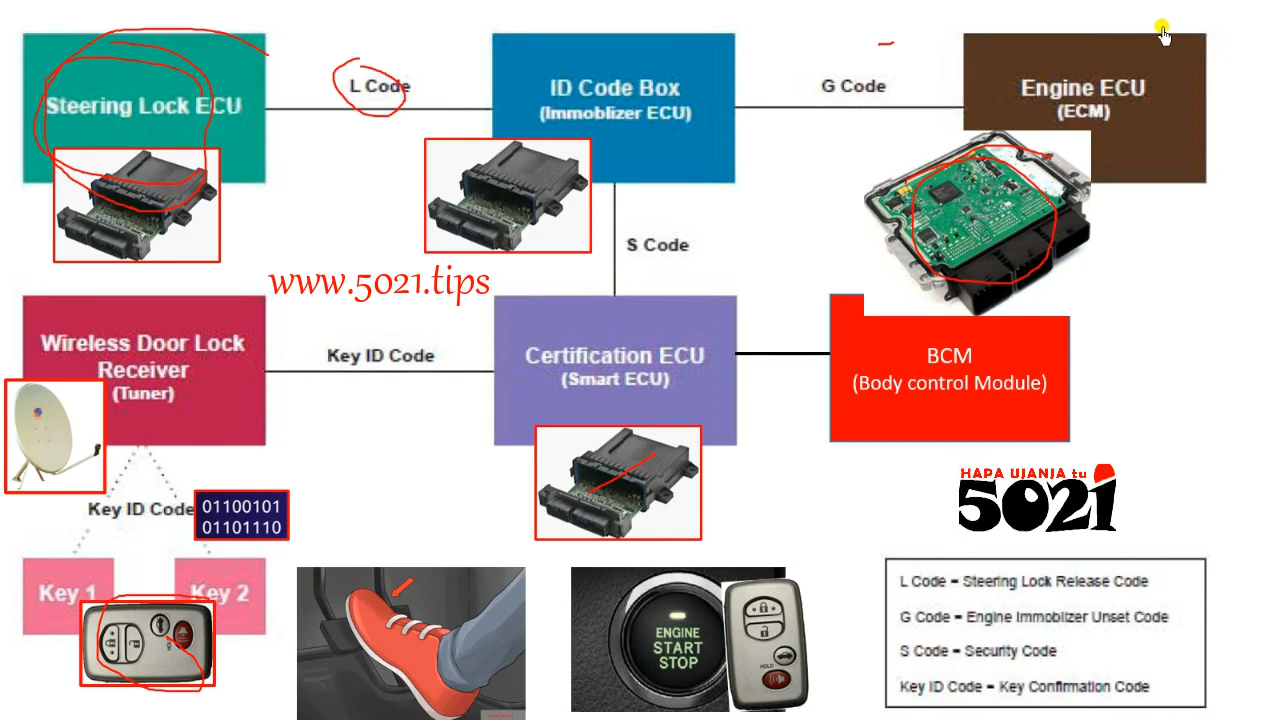 Steering Lock ECU
L Code
ID Code Box
(Immoblizer ECU)
G Code
Engine ECU
(ECM)
S Code
www.5021.tips
Wireless Door Lock
Receiver
(Tuner)
Key ID Code
Certification ECU
(Smart ECU)
BCM
(Body control Module)
Key ID Code
01100101
01101110
HAPA UJANJA tu
5021
Key 1
Key 2
HOLD
ENGINE
START
STOP
HOLD
L Code = Steering Lock Release Code
G Code = Engine Immoblizer Unset Code
S Code = Security Code
Key ID Code = Key Confirmation Code